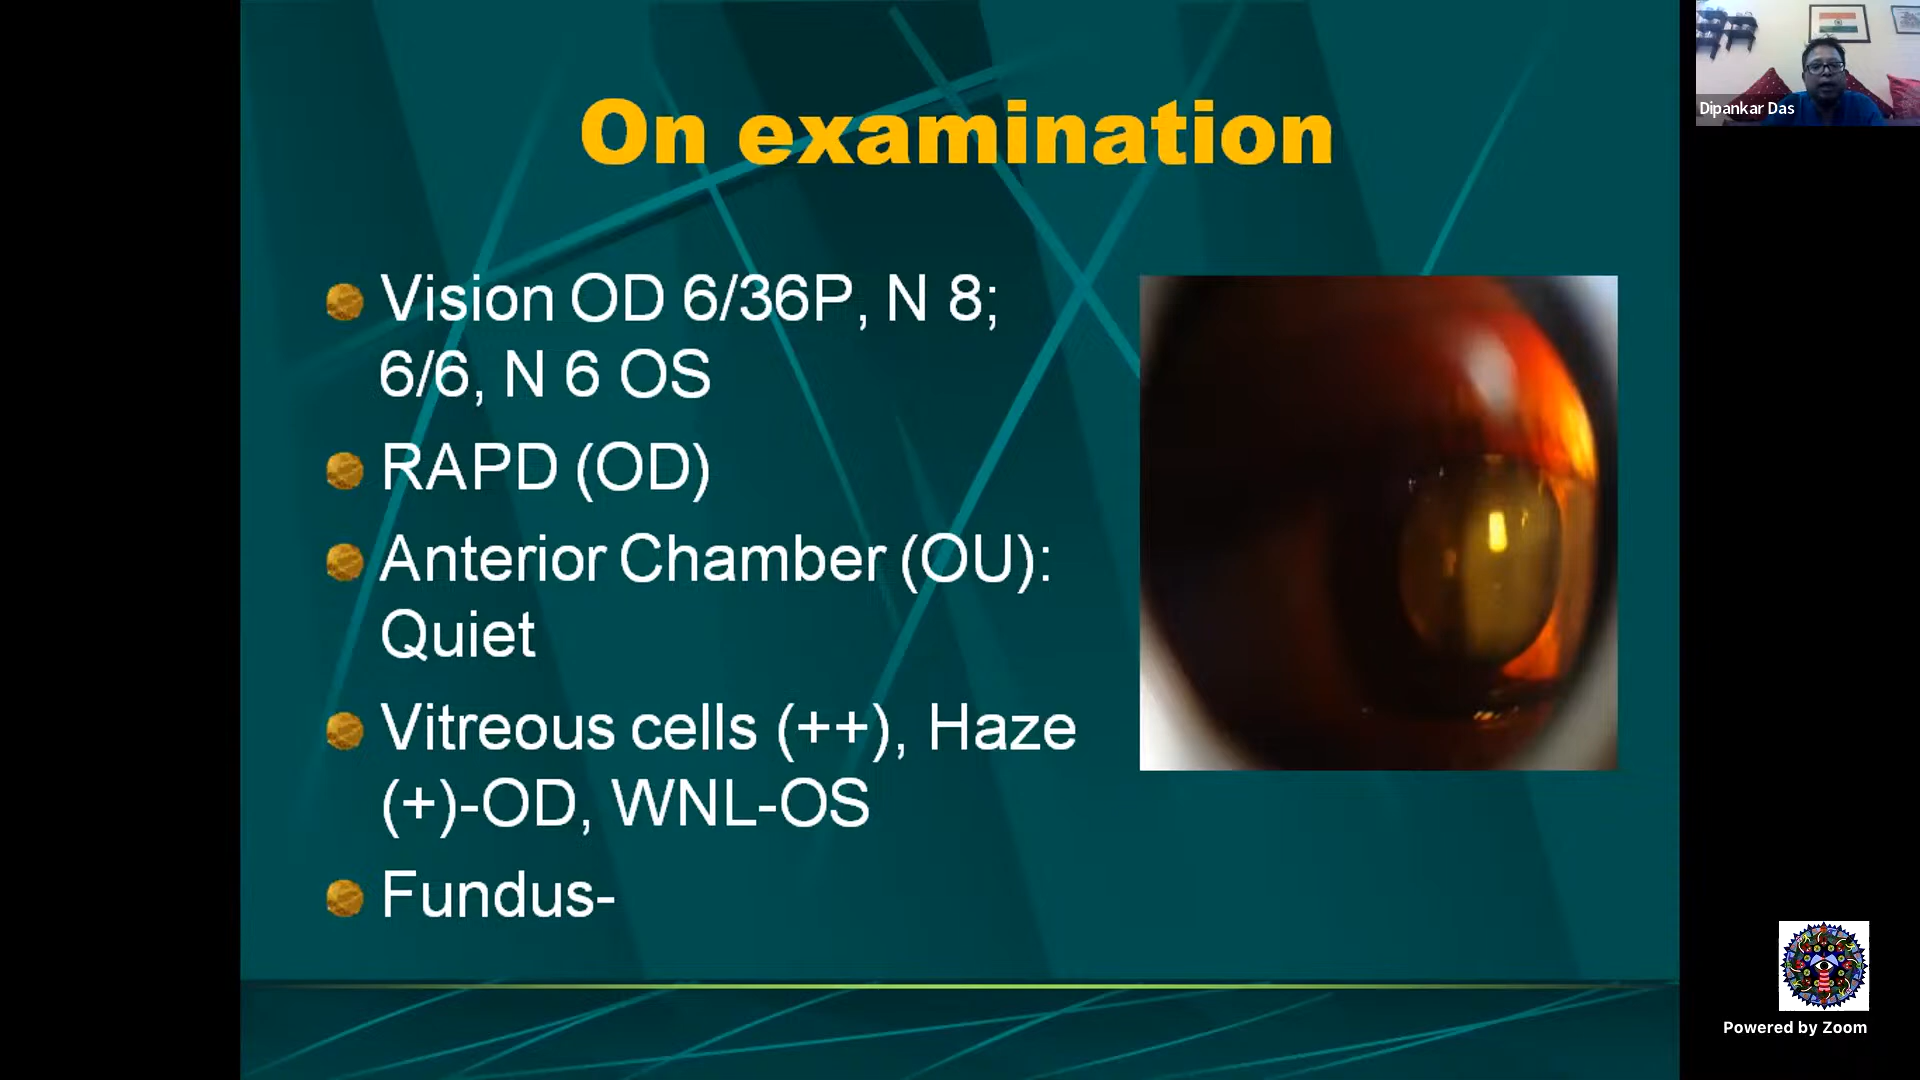 On examination
Vision OD 6/36P, N 8;
6/6, N 6 OS
RAPD (OD)
Anterior Chamber (OU):
Quiet
Vitreous cells (++), Haze
(+)-OD, WNL-OS
Fundus-
Dipankar Das
Powered by Zoom